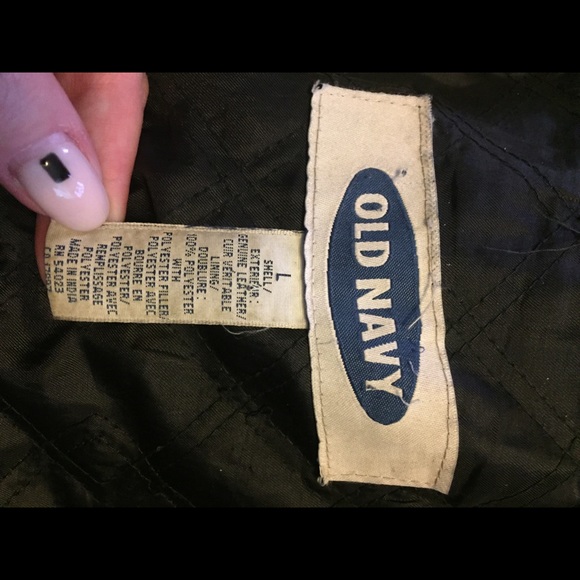 OLD NAVY
L
SHELL/
EXTERIEUR:
GENUINE LEATHER/
CUIR VERITABLE
LINING/
DOUBLURE:
100% POLYESTER
WITH
POLYESTER FILLER/
BOURRE EN
POLYESTER/
POLYESTER AVEC
REMPLISSAGE
POLYESTER AVEC
MADE IN INDIA
RN 54023